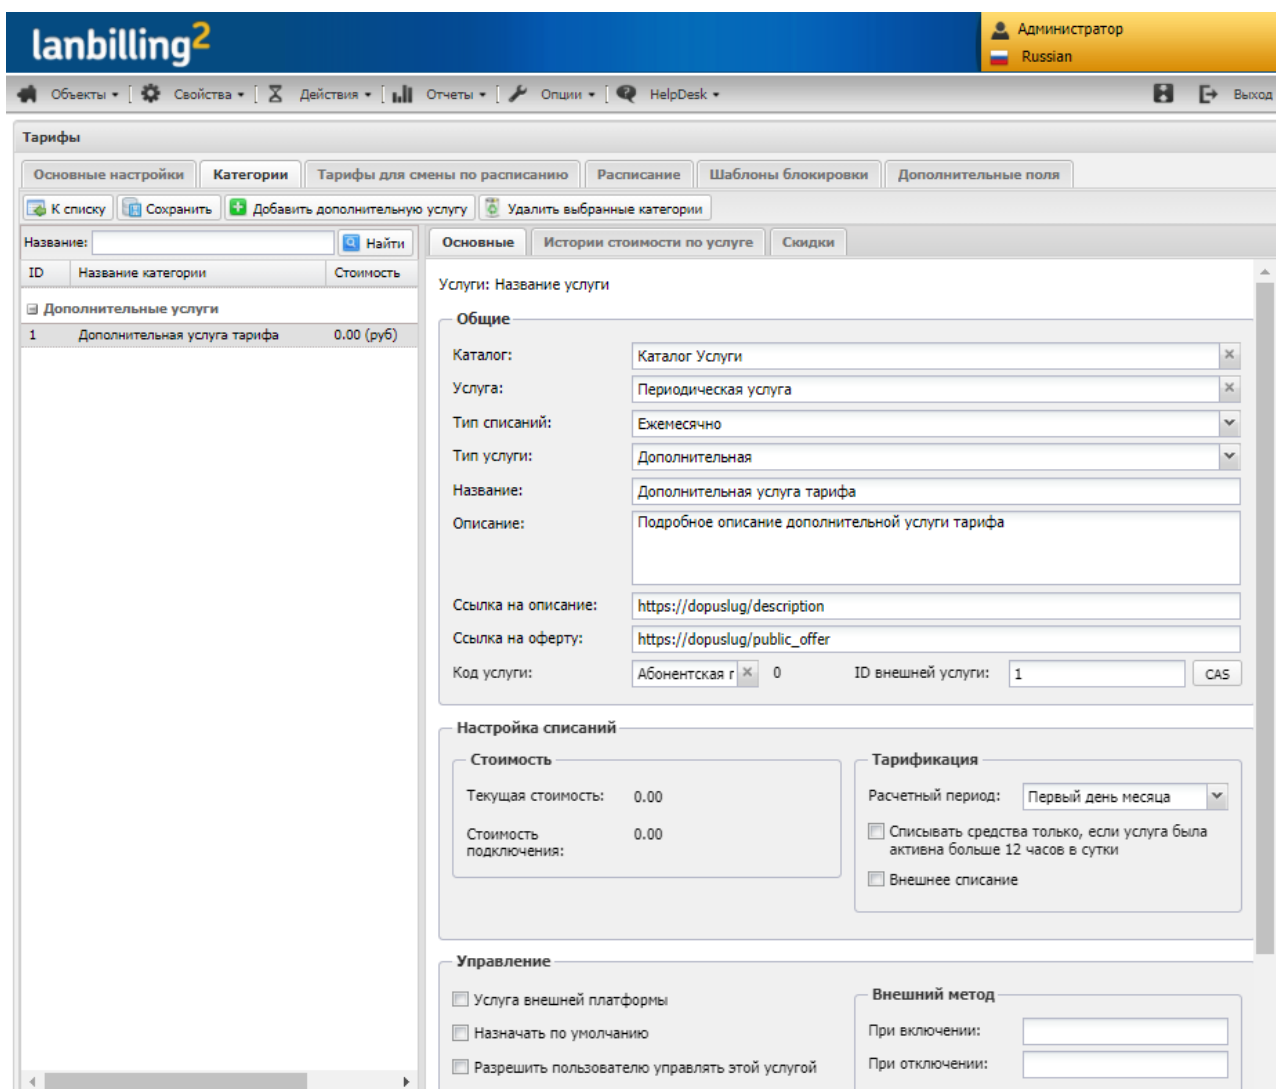 lanbilling2
Администратор
Russian
Объекты Свойства Действия Отчеты Опции HelpDesk Выход
Тарифы
Основные настройки Категории Тарифы для смены по расписанию Расписание Шаблоны блокировки Дополнительные поля
К списку Сохранить Добавить дополнительную услугу Удалить выбранные категории
Название: Найти
ID Название категории Стоимость
Дополнительные услуги
1 Дополнительная услуга тарифа 0.00 (руб)
Основные Истории стоимости по услуге Скидки
Услуги: Название услуги
Общие
Каталог: Каталог Услуги
Услуга: Периодическая услуга
Тип списаний: Ежемесячно
Тип услуги: Дополнительная
Название: Дополнительная услуга тарифа
Описание: Подробное описание дополнительной услуги тарифа
Ссылка на описание: https://dopuslug/description
Ссылка на оферту: https://dopuslug/public_offer
Код услуги: Абонентская 0 ID внешней услуги: 1 CAS
Настройка списаний
Стоимость
Текущая стоимость: 0.00
Стоимость
подключения: 0.00
Тарификация
Расчетный период: Первый день месяца
Списывать средства только, если услуга была
активна больше 12 часов в сутки
Внешнее списание
Управление
Услуга внешней платформы
Назначать по умолчанию
Разрешить пользователю управлять этой услугой
Внешний метод
При включении:
При отключении: